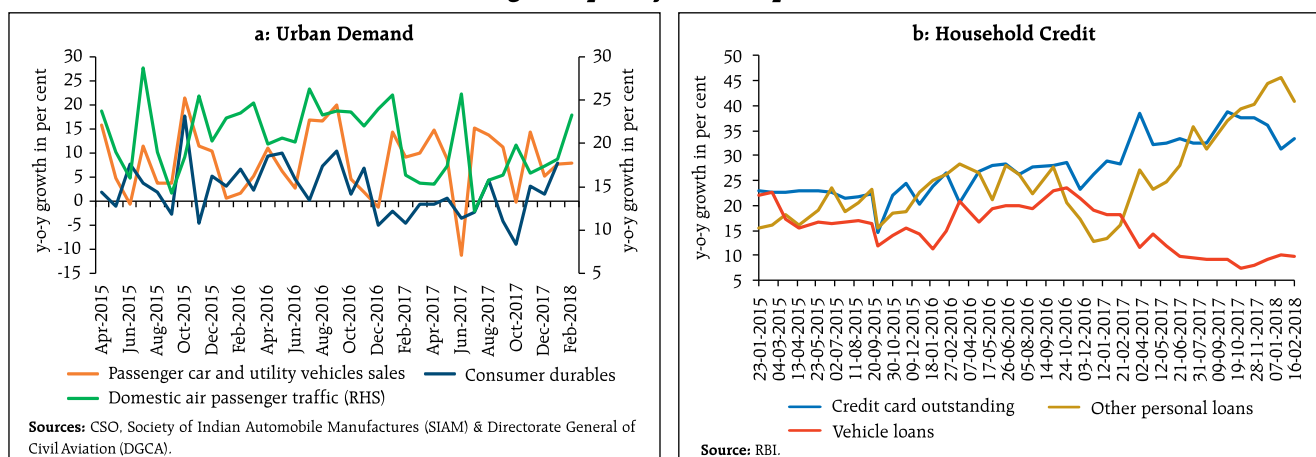 a: Urban Demand
y-o-y growth in per cent
30
25
20
15
10
5
0
-5
-10
-15
30
25
20
15
10
5
y-o-y growth in per cent
Apr-2015
Jun-2015
Aug-2015
Oct-2015
Dec-2015
Feb-2016
Apr-2016
Jun-2016
Aug-2016
Oct-2016
Dec-2016
Feb-2017
Apr-2017
Jun-2017
Aug-2017
Oct-2017
Dec-2017
Feb-2018
Passenger car and utility vehicles sales
Consumer durables
Domestic air passenger traffic (RHS)
Sources: CSO, Society of Indian Automobile Manufactures (SIAM) & Directorate General of
Civil Aviation (DGCA).
b: Household Credit
y-o-y growth in per cent
50
45
40
35
30
25
20
15
10
5
23-01-2015
04-03-2015
13-04-2015
23-05-2015
02-07-2015
11-08-2015
20-09-2015
30-10-2015
09-12-2015
18-01-2016
27-02-2016
07-04-2016
17-05-2016
26-06-2016
05-08-2016
14-09-2016
24-10-2016
03-12-2016
12-01-2017
21-02-2017
02-04-2017
12-05-2017
21-06-2017
31-07-2017
09-09-2017
19-10-2017
28-11-2017
07-01-2018
16-02-2018
Credit card outstanding
Other personal loans
Vehicle loans
Source: RBI.